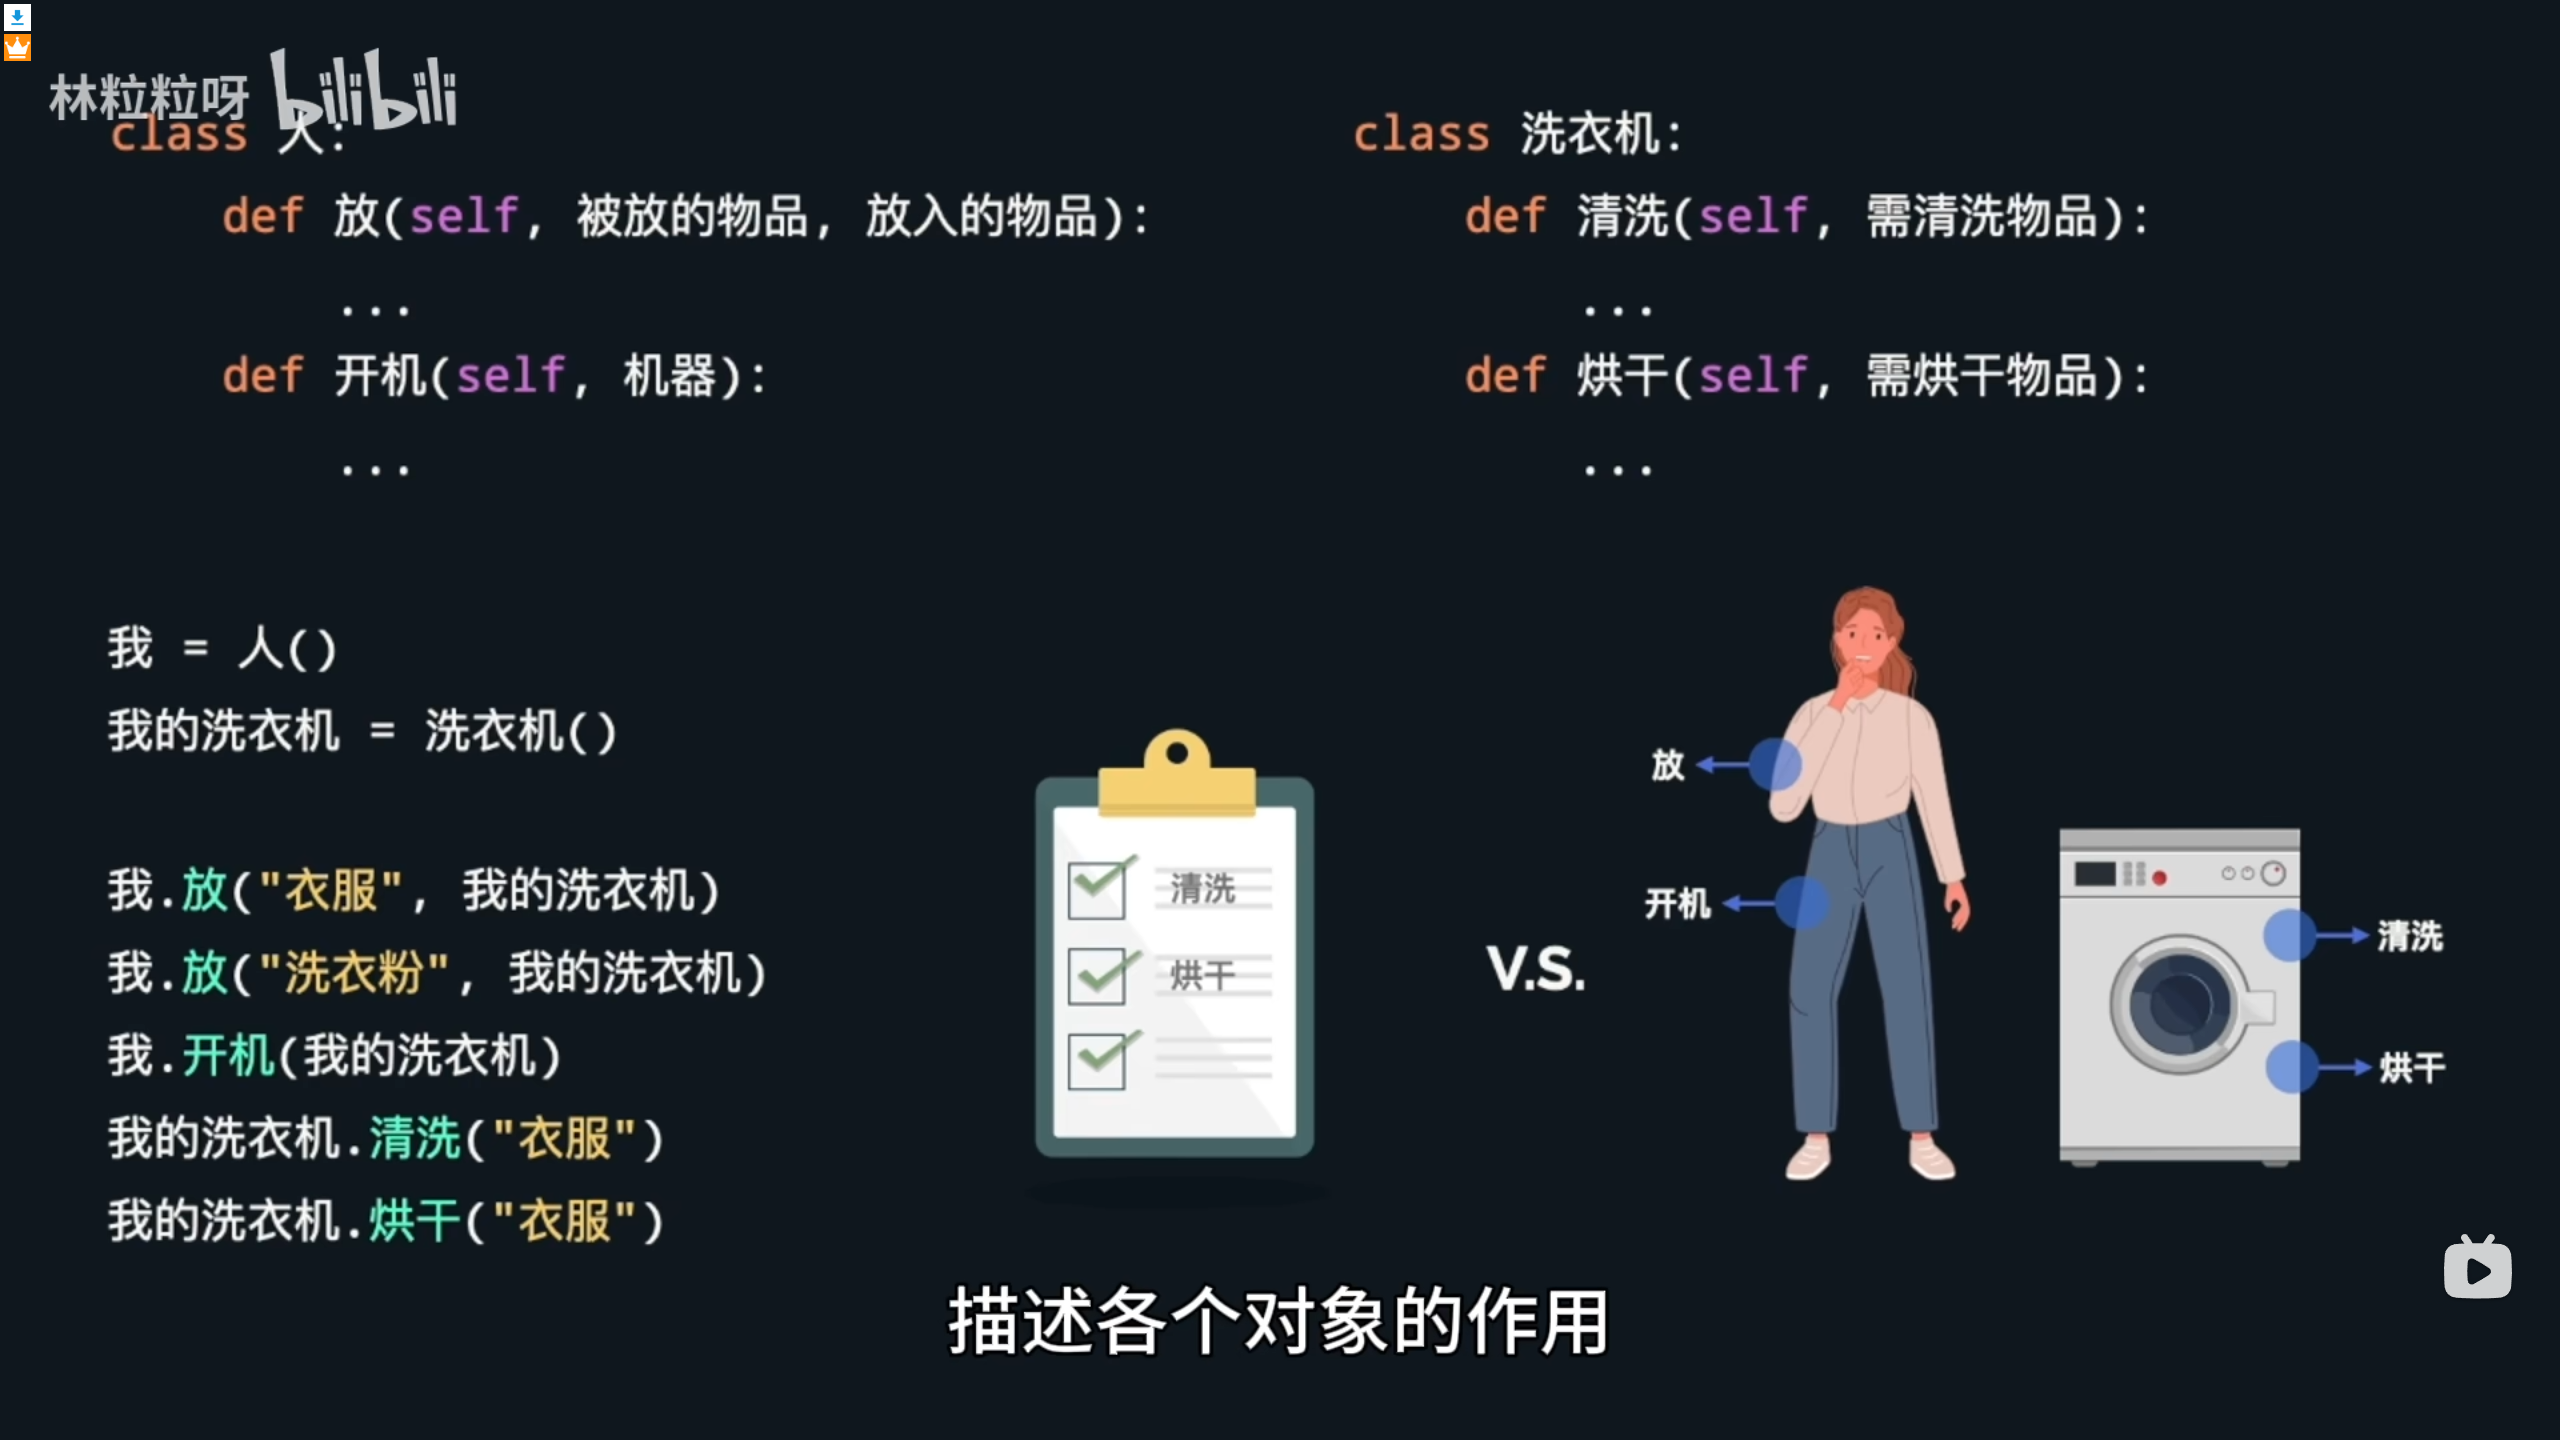 林粒粒呀 bilibili
class 人:
def 放(self, 被放的物品, 放入的物品):
...
def 开机(self, 机器):
...
class 洗衣机:
def 清洗(self, 需清洗物品):
...
def 烘干(self, 需烘干物品):
...
我 = 人()
我的洗衣机 = 洗衣机()
我.放("衣服", 我的洗衣机)
我.放("洗衣粉", 我的洗衣机)
我.开机(我的洗衣机)
我的洗衣机.清洗("衣服")
我的洗衣机.烘干("衣服")
清洗
烘干
V.S.
放
开机
清洗
烘干
描述各个对象的作用